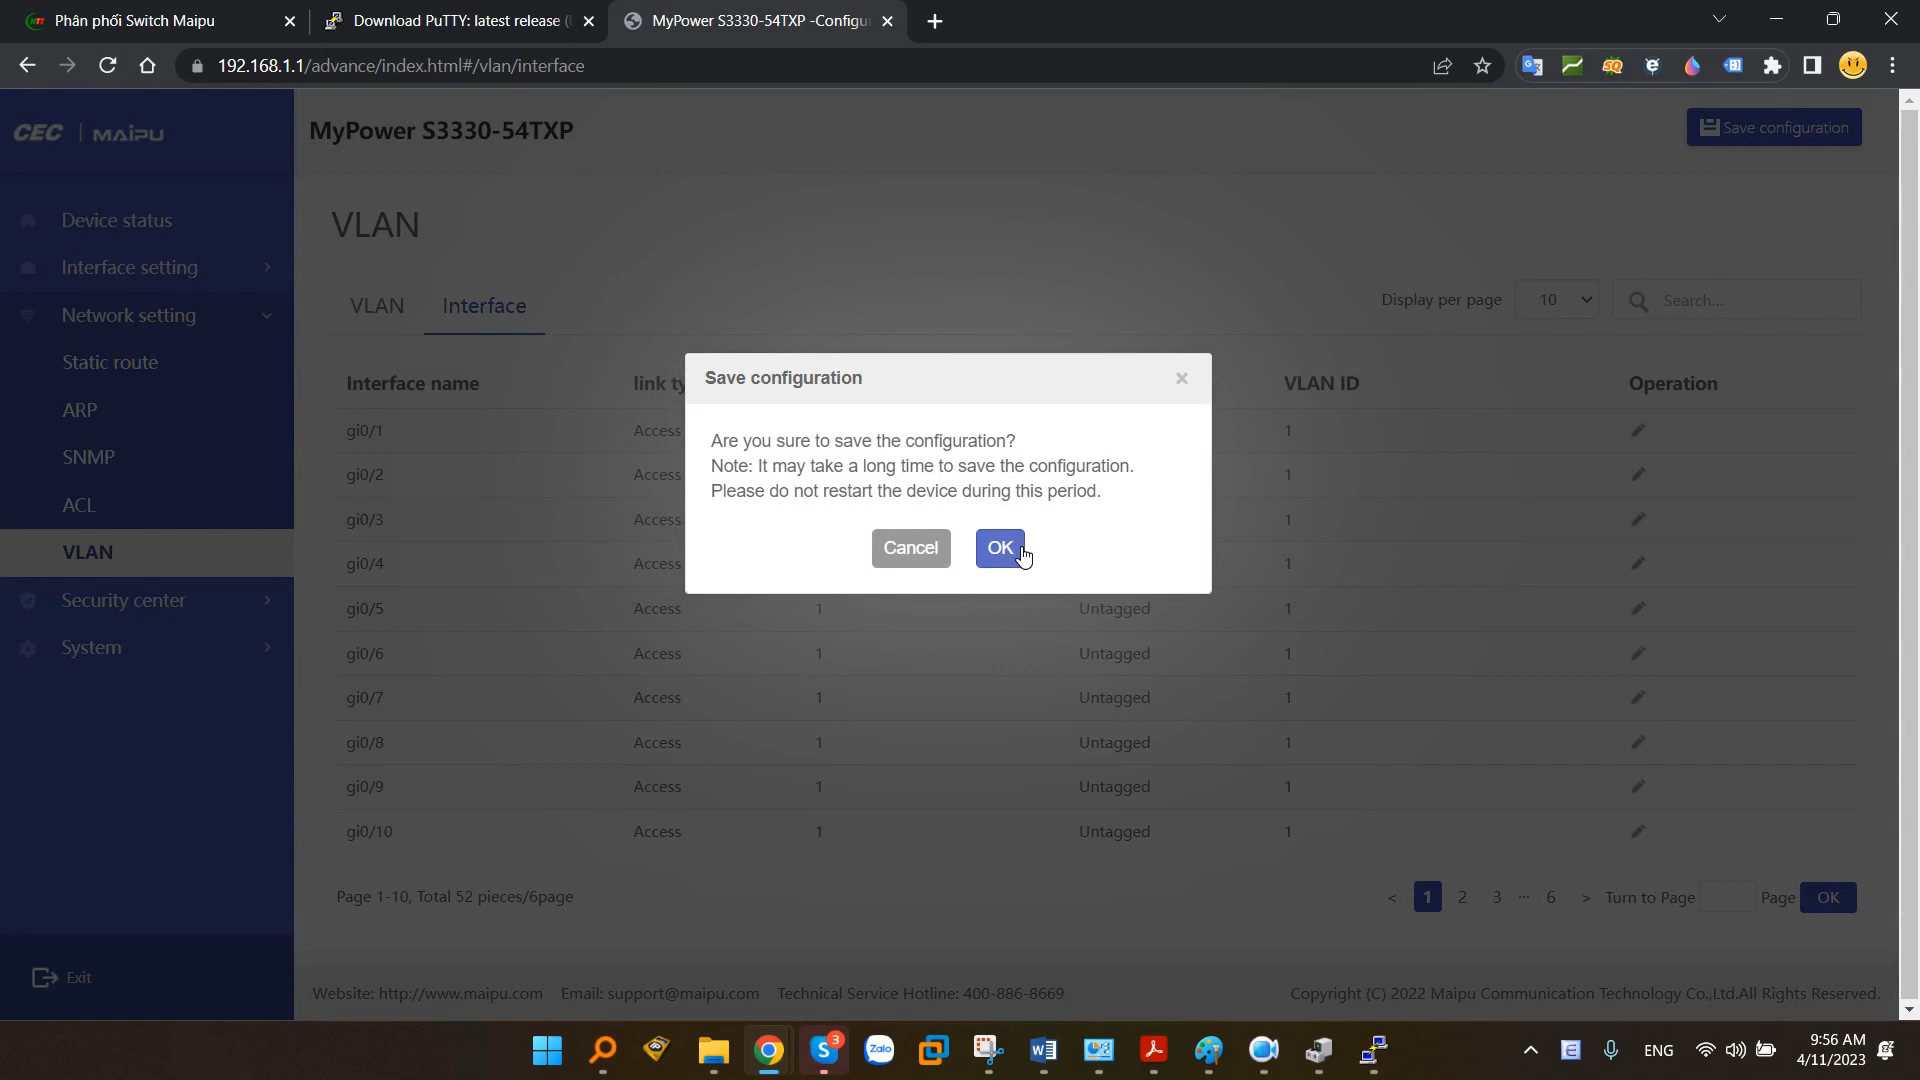 Phân phối Switch Maipu
Download PuTTY: latest release (
MyPower S3330-54TXP -Configu
192.168.1.1/advance/index.html#/vlan/interface
CEC | MAIPU
MyPower S3330-54TXP
Save configuration
Device status
Interface setting
Network setting
Static route
ARP
SNMP
ACL
VLAN
Security center
System
Exit
VLAN
VLAN Interface
Display per page 10 Search...
Interface name link ty VLAN ID Operation
gi0/1 Access 1
gi0/2 Access 1
gi0/3 Access 1
gi0/4 Access 1
gi0/5 Access 1 Untagged 1
gi0/6 Access 1 Untagged 1
gi0/7 Access 1 Untagged 1
gi0/8 Access 1 Untagged 1
gi0/9 Access 1 Untagged 1
gi0/10 Access 1 Untagged 1
Save configuration
Are you sure to save the configuration?
Note: It may take a long time to save the configuration.
Please do not restart the device during this period.
Cancel OK
Page 1-10, Total 52 pieces/6page
< 1 2 3 ... 6 > Turn to Page Page OK
Website: http://www.maipu.com Email: support@maipu.com Technical Service Hotline: 400-886-8669
Copyright (C) 2022 Maipu Communication Technology Co.,Ltd.All Rights Reserved.
3
Zalo
ENG
9:56 AM
4/11/2023